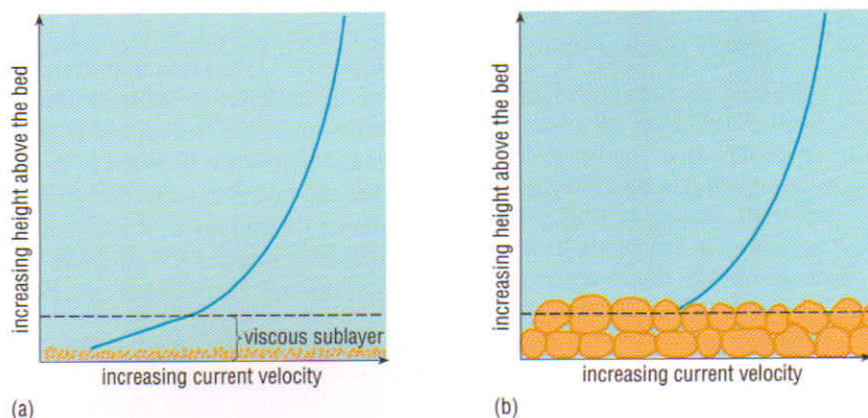 increasing height above the bed
viscous sublayer
increasing current velocity
(a)
increasing height above the bed
increasing current velocity
(b)